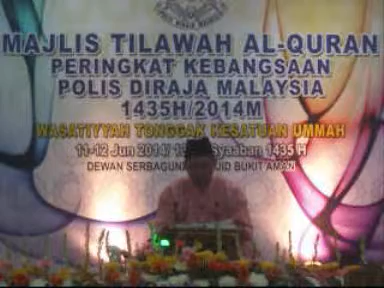 MAJLIS TILAWAH AL-QURAN
PERINGKAT KEBANGSAAN
POLIS DIRAJA MALAYSIA
1435H/2014M
WASATIYYAH TONGGAK KESATUAN UMMAH
11-12 Jun 2014/ Syaaban 1435 H
DEWAN SERBAGUNA BUKIT AMAN